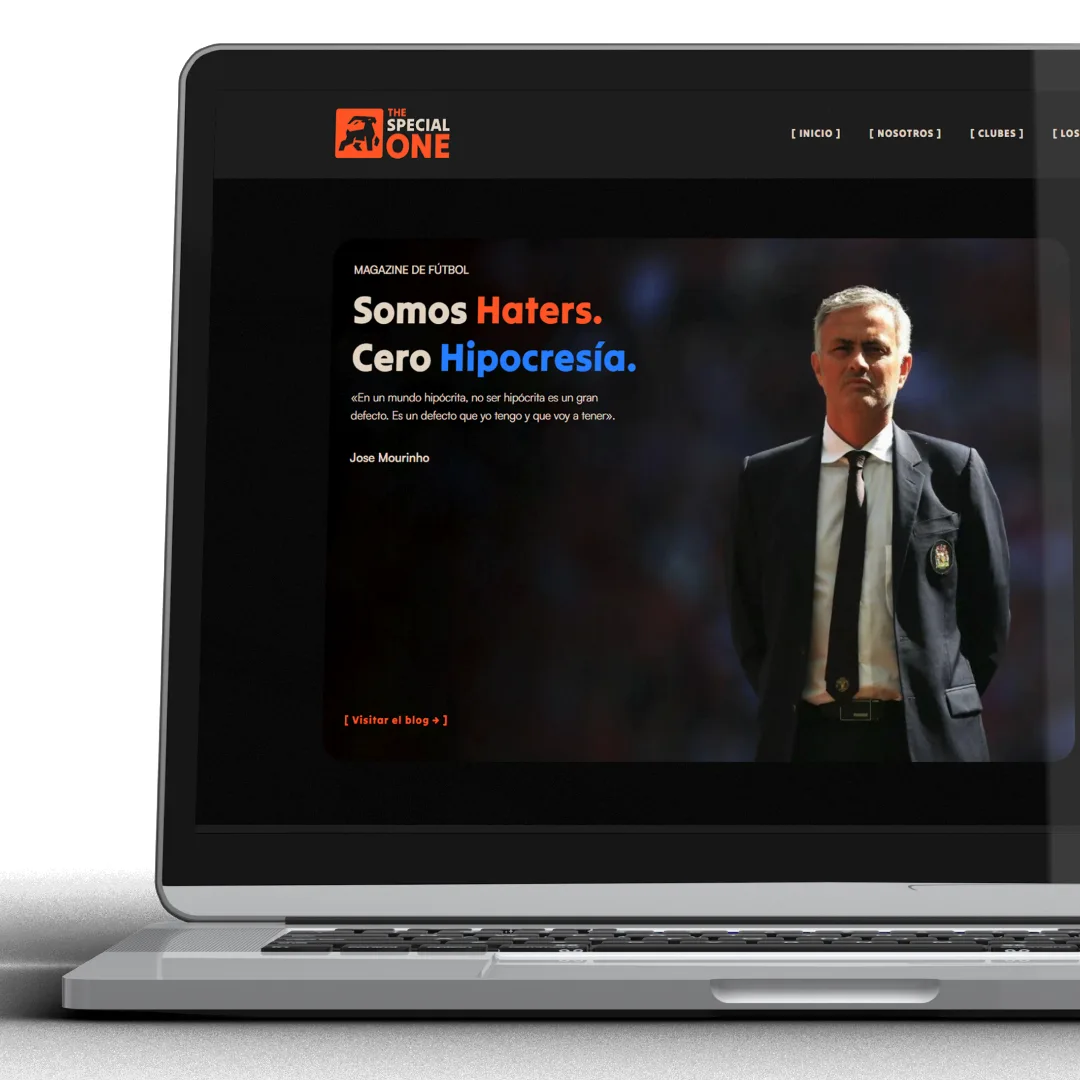 THE
SPECIAL
ONE
[ INICIO ]
[ NOSOTROS ]
[ CLUBES ]
[ LOS
MAGAZINE DE FÚTBOL
Somos Haters.
Cero Hipocresía.
«En un mundo hipócrita, no ser hipócrita es un gran
defecto. Es un defecto que yo tengo y que voy a tener».
Jose Mourinho
[ Visitar el blog → ]